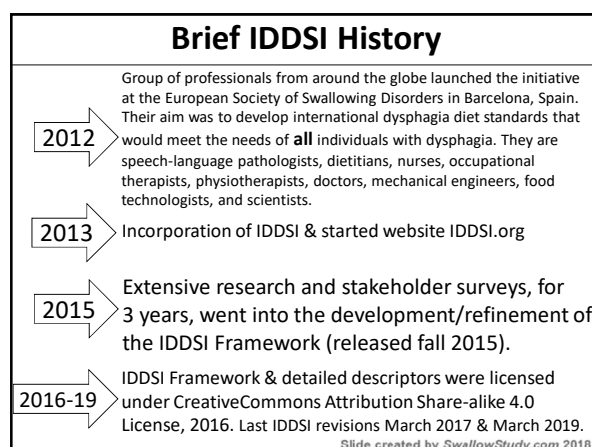 Brief IDDSI History
2012
Group of professionals from around the globe launched the initiative
at the European Society of Swallowing Disorders in Barcelona, Spain.
Their aim was to develop international dysphagia diet standards that
would meet the needs of all individuals with dysphagia. They are
speech-language pathologists, dietitians, nurses, occupational
therapists, physiotherapists, doctors, mechanical engineers, food
technologists, and scientists.
2013
Incorporation of IDDSI & started website IDDSI.org
2015
Extensive research and stakeholder surveys, for
3 years, went into the development/refinement of
the IDDSI Framework (released fall 2015).
2016-19
IDDSI Framework & detailed descriptors were licensed
under CreativeCommons Attribution Share-alike 4.0
License, 2016. Last IDDSI revisions March 2017 & March 2019.
Slide created by SwallowStudy.com 2018